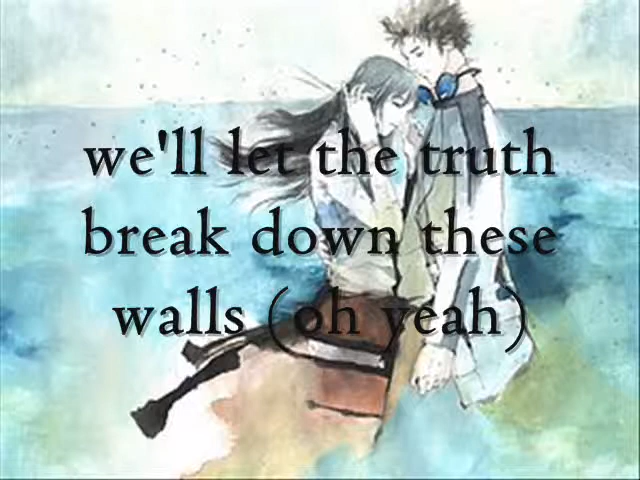 we'll let the truth
break down these
walls (oh yeah)